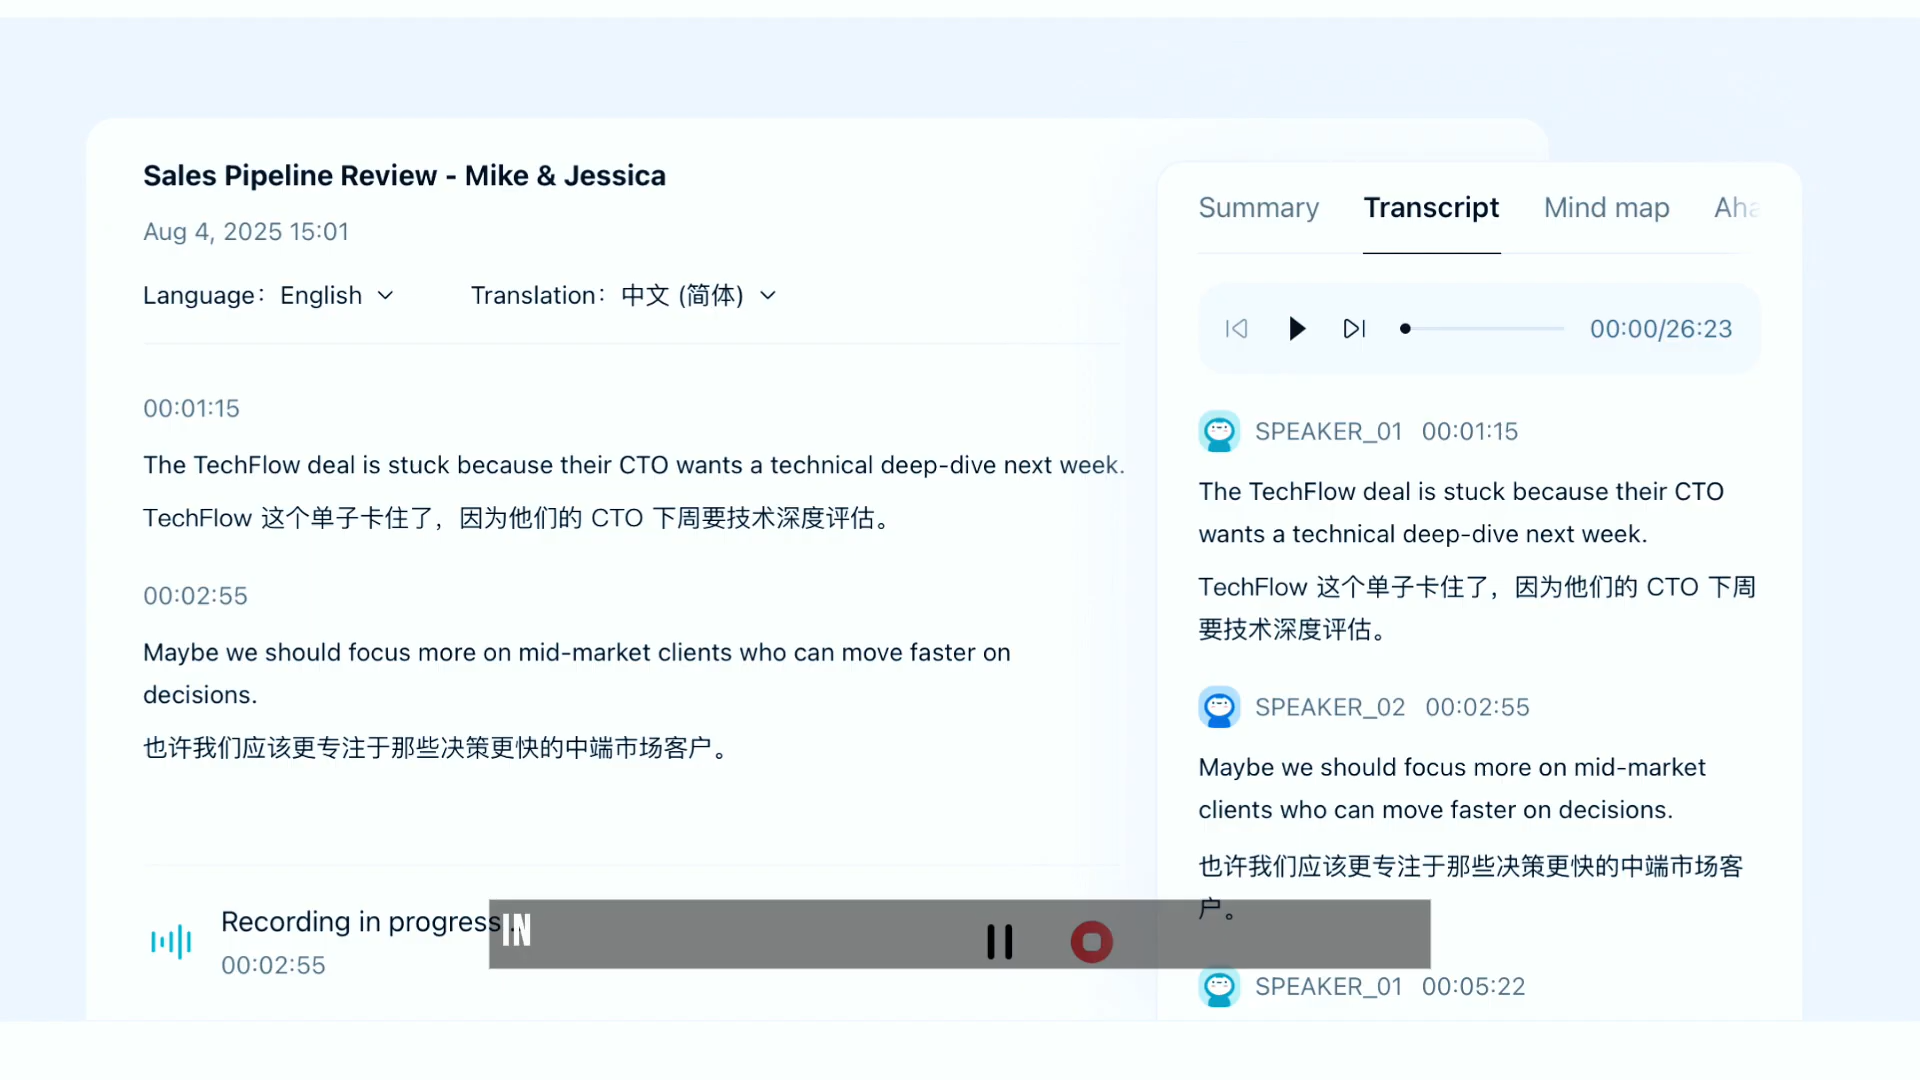 Sales Pipeline Review - Mike & Jessica
Aug 4, 2025 15:01
Language: English
Translation: 中文 (简体)
00:01:15
The TechFlow deal is stuck because their CTO wants a technical deep-dive next week.
TechFlow 这个单子卡住了，因为他们的 CTO 下周要技术深度评估。
00:02:55
Maybe we should focus more on mid-market clients who can move faster on
decisions.
也许我们应该更专注于那些决策更快的中端市场客户。
Recording in progress
00:02:55
IN
Summary
Transcript
Mind map
00:00/26:23
SPEAKER_01 00:01:15
The TechFlow deal is stuck because their CTO
wants a technical deep-dive next week.
TechFlow 这个单子卡住了，因为他们的 CTO 下周
要技术深度评估。
SPEAKER_02 00:02:55
Maybe we should focus more on mid-market
clients who can move faster on decisions.
也许我们应该更专注于那些决策更快的中端市场客
户。
SPEAKER_01 00:05:22